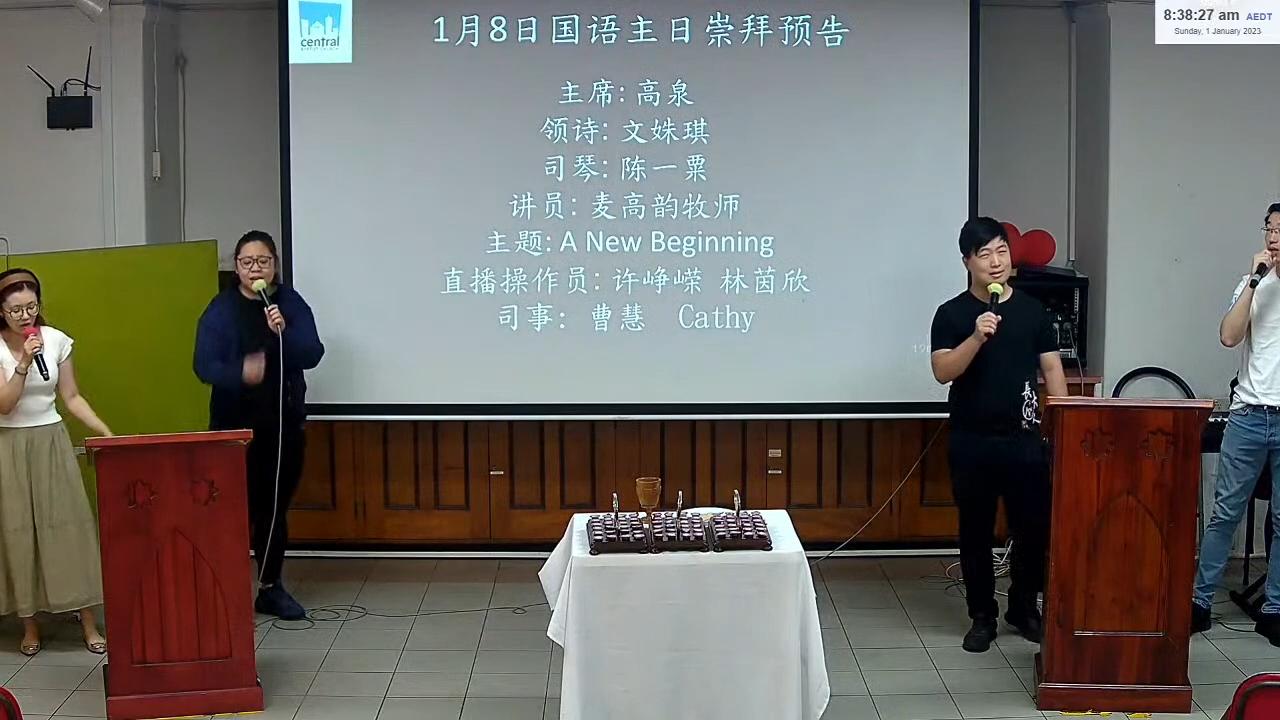 central
8:38:27 am AEDT
Sunday, 1 January 2023
1月8日国语主日崇拜预告
主席: 高泉
领诗: 文姝琪
司琴: 陈一粟
讲员: 麦高韵牧师
主题: A New Beginning
直播操作员: 许峥嵘 林茵欣
司事: 曹慧 Cathy